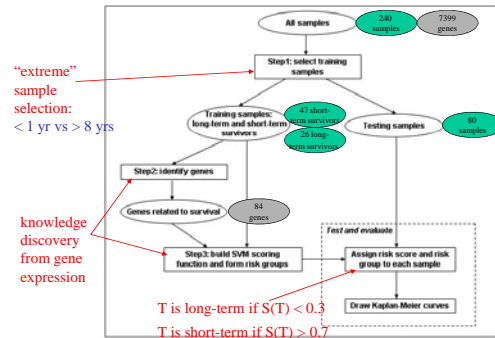 All samples
240
samples
7399
genes
Step1: select training
samples
"extreme"
sample
selection:
< 1 yr vs > 8 yrs
Training samples:
long-term and short-term
survivors
47 short-
term survivors
26 long-
term survivors
Testing samples
80
samples
Step2: identify genes
Genes related to survival
84
genes
knowledge
discovery
from gene
expression
Step3: build SVM scoring
function and form risk groups
Test and evaluate
Assign risk score and risk
group to each sample
Draw Kaplan-Meier curves
T is long-term if S(T) < 0.3
T is short-term if S(T) > 0.7